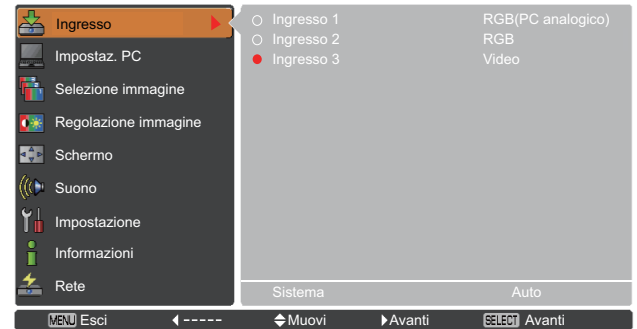 Ingresso
Impostaz. PC
Selezione immagine
Regolazione immagine
Schermo
Suono
Impostazione
Informazioni
Rete
Ingresso 1 RGB(PC analogico)
Ingresso 2 RGB
Ingresso 3 Video
Sistema Auto
MENU Esci ----- Muovi Avanti SELECT Avanti